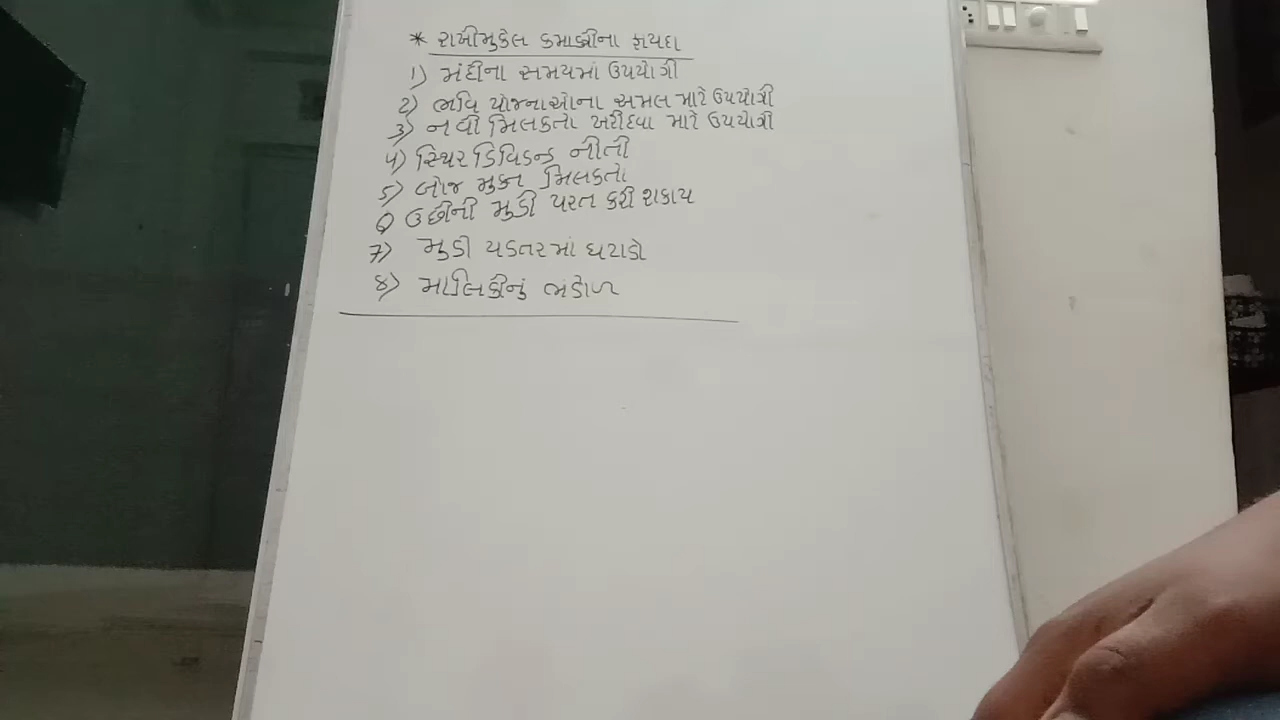 * રાખીમુકેલ કમાણીના ફાયદા
1) મંદીના સમયમાં ઉપયોગી
2) ભવિ યોજનાઓના અમલ માટે ઉપયોગી
3) નવી મિલકતો ખરીદવા માટે ઉપયોગી
૪) સ્થિર ડિવિડન્ડ નીતી
5) બોજ મુક્ત મિલકતો
6) ઉછીની મુડી પરત કરી શકાય
7) મુડી પડતરમાં ઘટાડો
8) માલિકીનું ભંડોળ